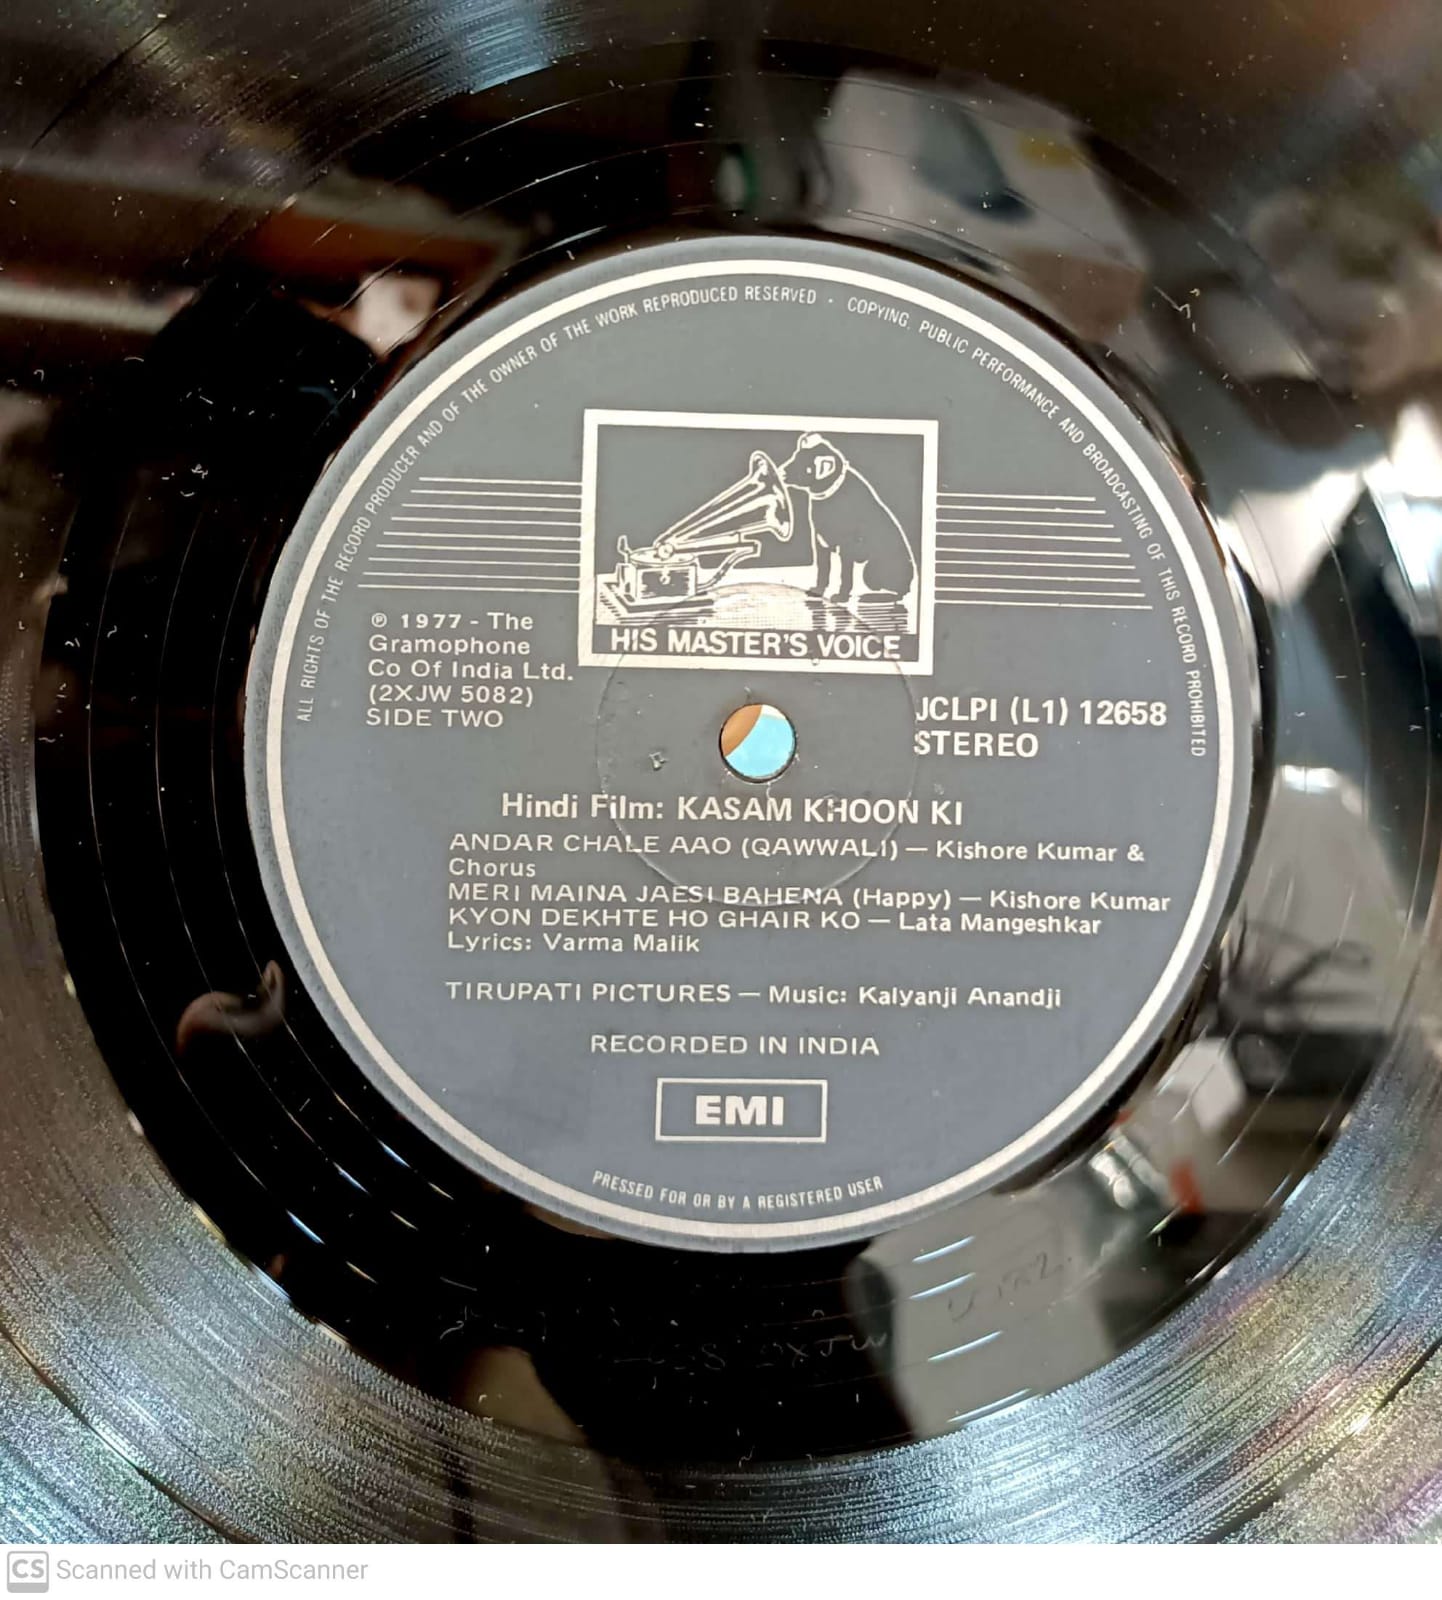 ALL RIGHTS OF THE RECORD PRODUCER AND OF THE OWNER OF THE WORK REPRODUCED RESERVED · COPYING, PUBLIC PERFORMANCE AND BROADCASTING OF THIS RECORD PROHIBITED
HIS MASTER'S VOICE
℗ 1977 - The
Gramophone
Co Of India Ltd.
(2XJW 5082)
SIDE TWO
JCLPI (L1) 12658
STEREO
Hindi Film: KASAM KHOON KI
ANDAR CHALE AAO (QAWWALI) — Kishore Kumar &
Chorus
MERI MAINA JAESI BAHENA (Happy) — Kishore Kumar
KYON DEKHTE HO GHAIR KO — Lata Mangeshkar
Lyrics: Varma Malik
TIRUPATI PICTURES — Music: Kalyanji Anandji
RECORDED IN INDIA
EMI
PRESSED FOR OR BY A REGISTERED USER
2XJW
CS Scanned with CamScanner